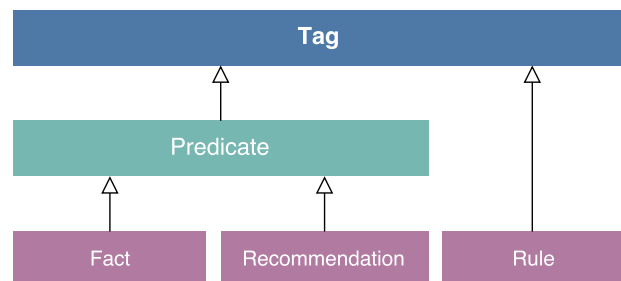 Tag
Predicate
Fact
Recommendation
Rule